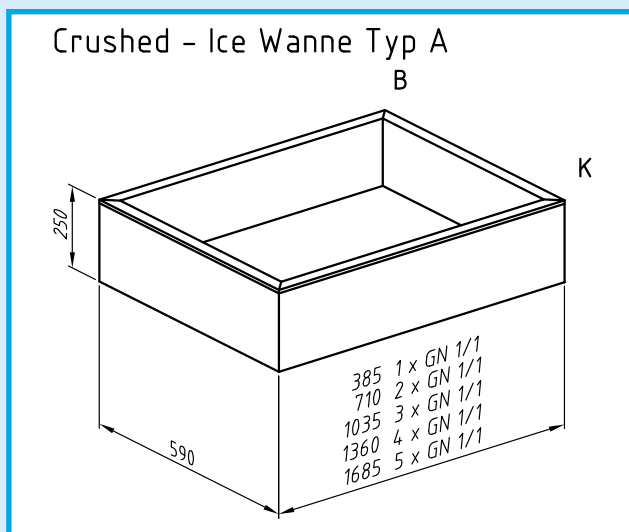 Crushed - Ice Wanne Typ A
B
K
250
385 1 x GN 1/1
710 2 x GN 1/1
1035 3 x GN 1/1
1360 4 x GN 1/1
1685 5 x GN 1/1
590